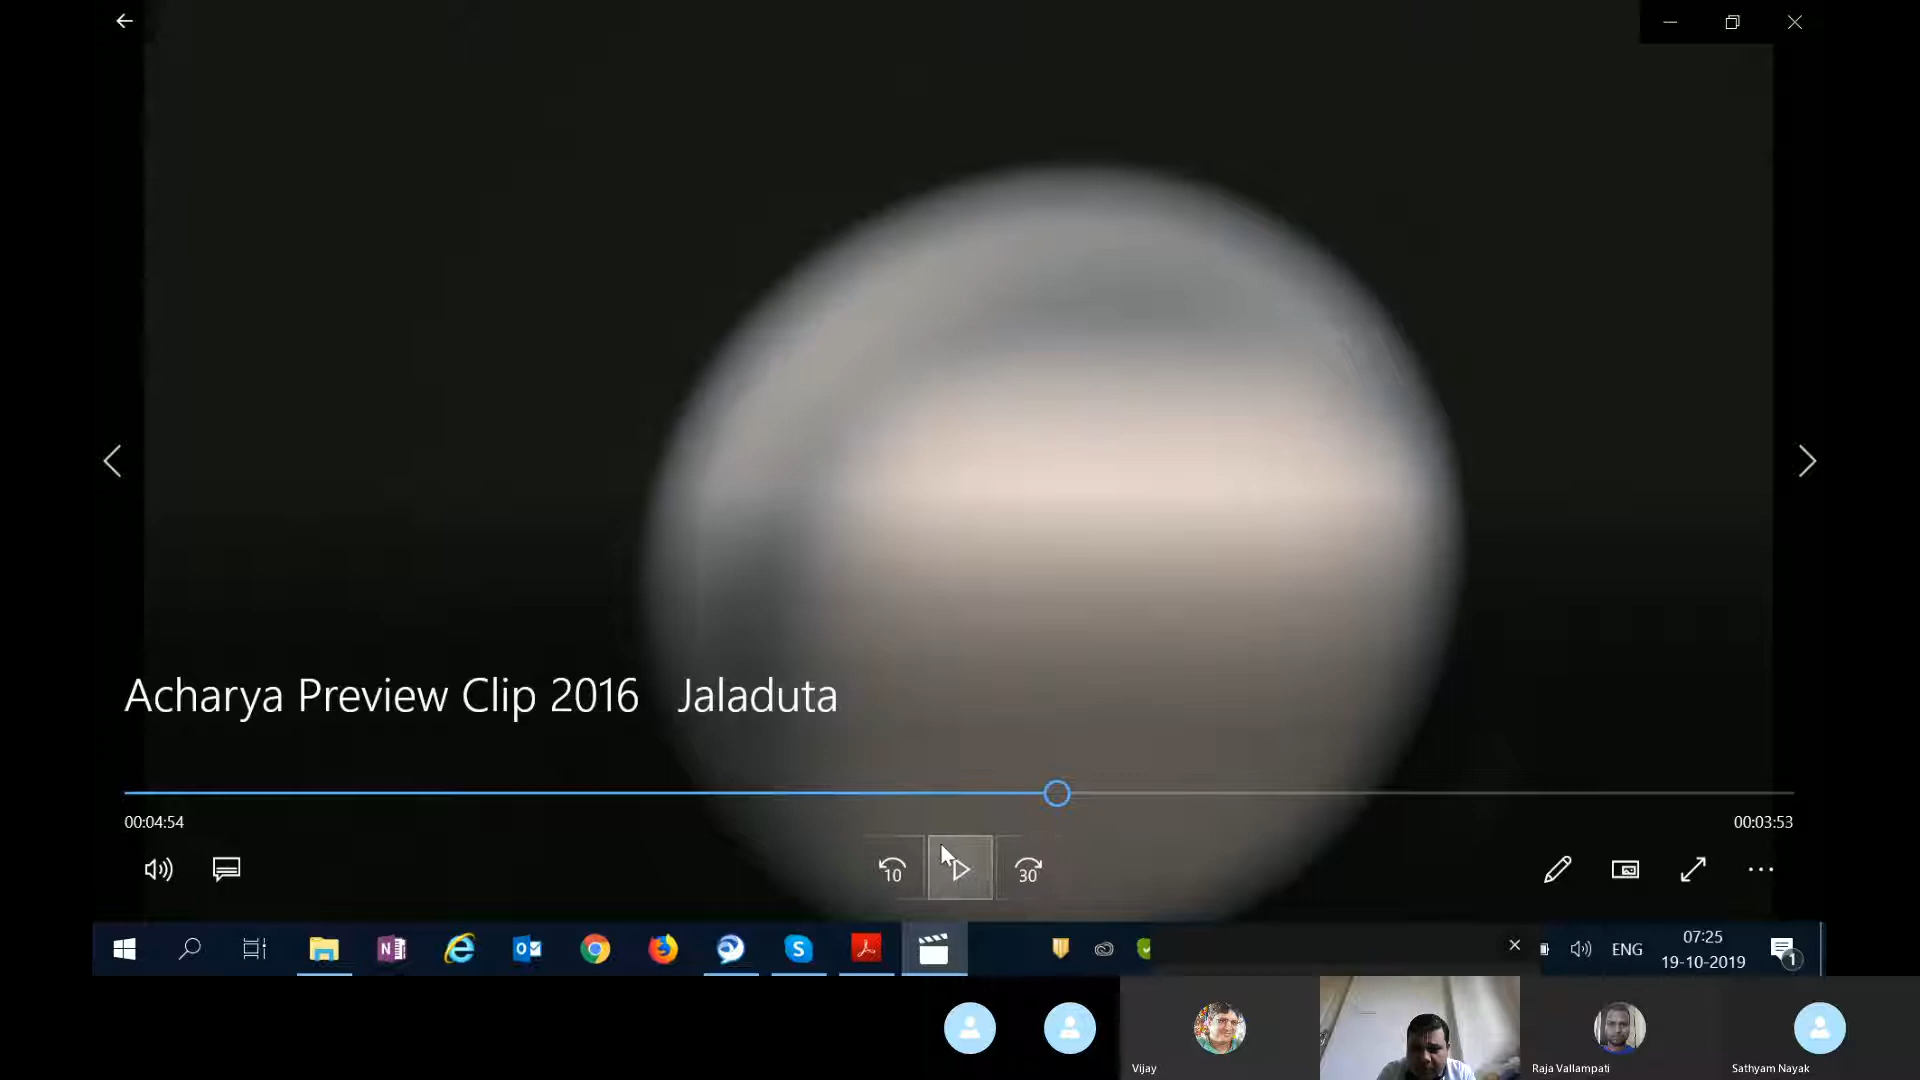 Acharya Preview Clip 2016 Jaladuta
00:04:54
00:03:53
10
30
ENG
07:25
19-10-2019
1
Vijay
Raja Vallampati
Sathyam Nayak